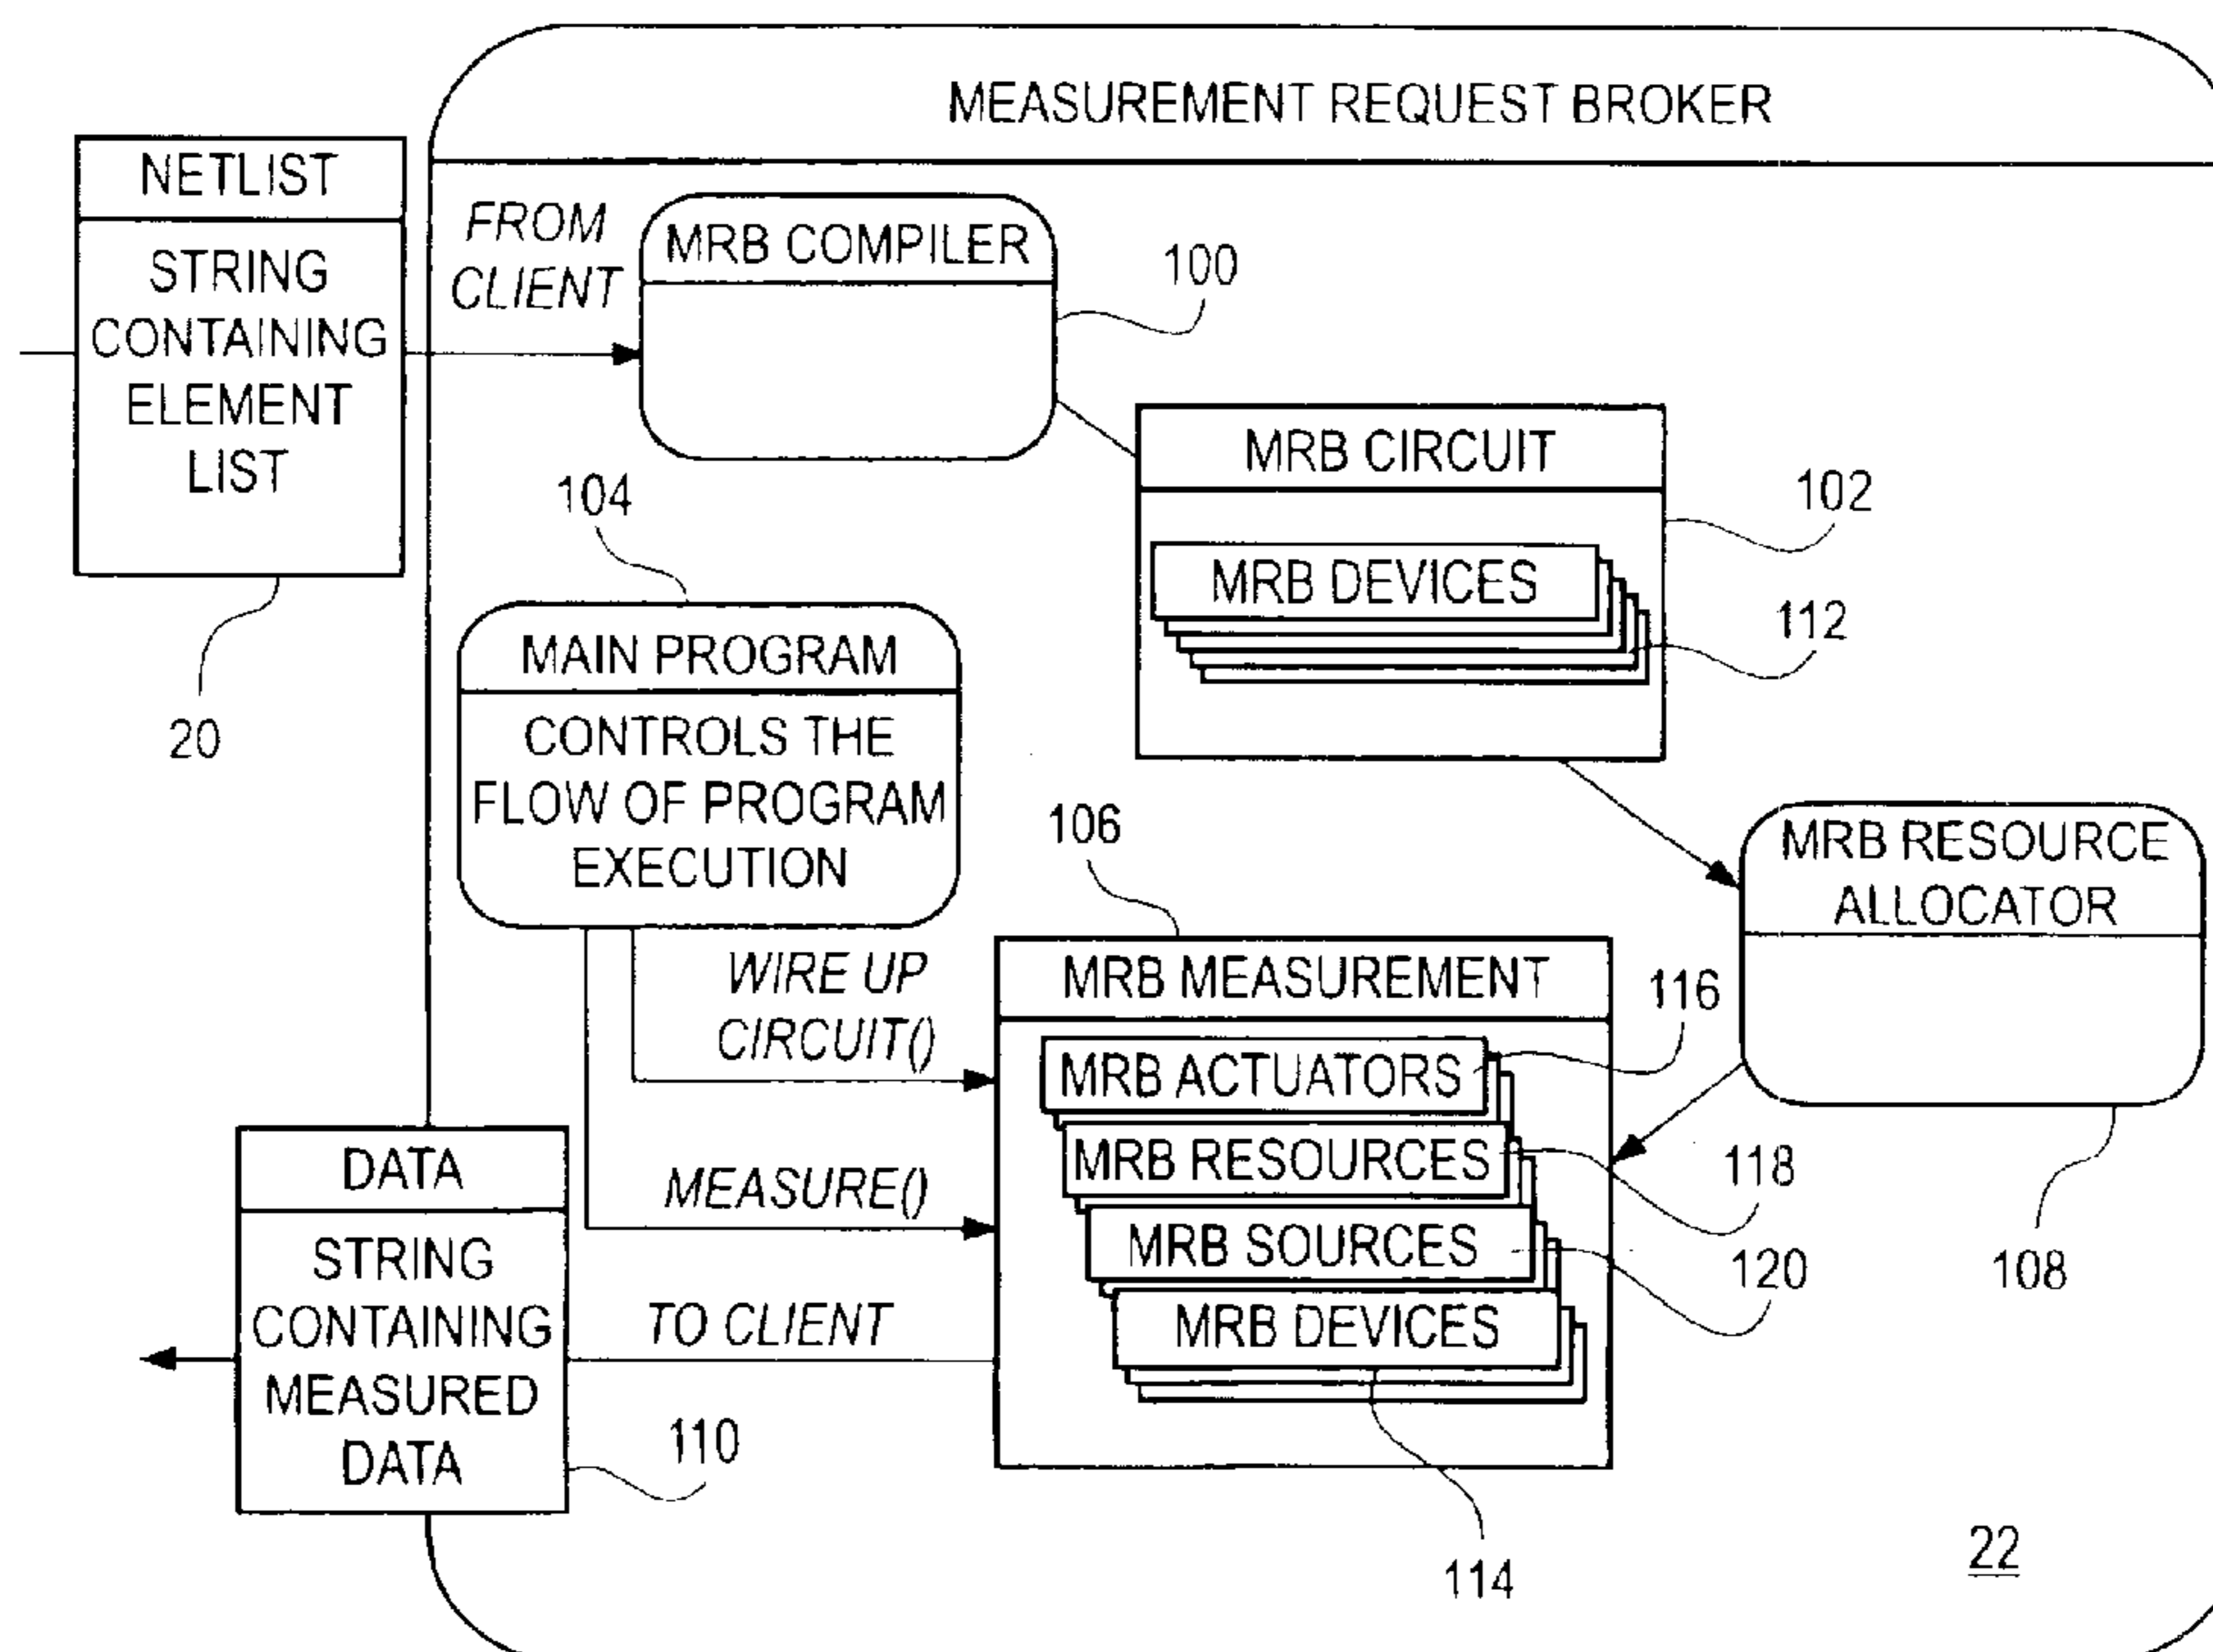 MEASUREMENT REQUEST BROKER
NETLIST
STRING
CONTAINING
ELEMENT
LIST
20
FROM
CLIENT
MRB COMPILER
100
MRB CIRCUIT
102
MRB DEVICES
112
104
MAIN PROGRAM
CONTROLS THE
FLOW OF PROGRAM
EXECUTION
MRB RESOURCE
ALLOCATOR
108
106
WIRE UP
CIRCUIT()
MEASURE()
MRB MEASUREMENT
MRB ACTUATORS
116
MRB RESOURCES
118
MRB SOURCES
120
MRB DEVICES
114
TO CLIENT
DATA
STRING
CONTAINING
MEASURED
DATA
110
22